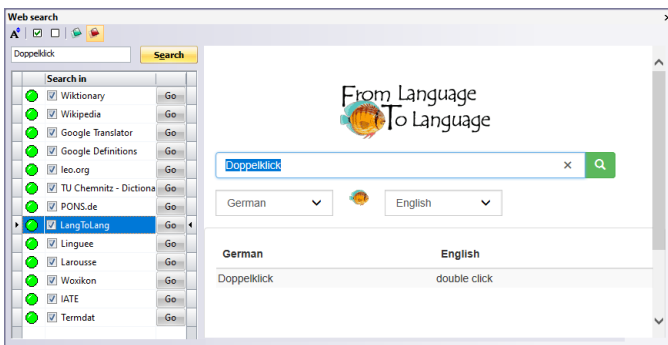 Web search
Doppelklick
Search
Search in
Wiktionary Go
Wikipedia Go
Google Translator Go
Google Definitions Go
leo.org Go
TU Chemnitz - Dictiona Go
PONS.de Go
LangToLang Go
Linguee Go
Larousse Go
Woxikon Go
IATE Go
Termdat Go
From Language
To Language
Doppelklick
German English
German English
Doppelklick double click